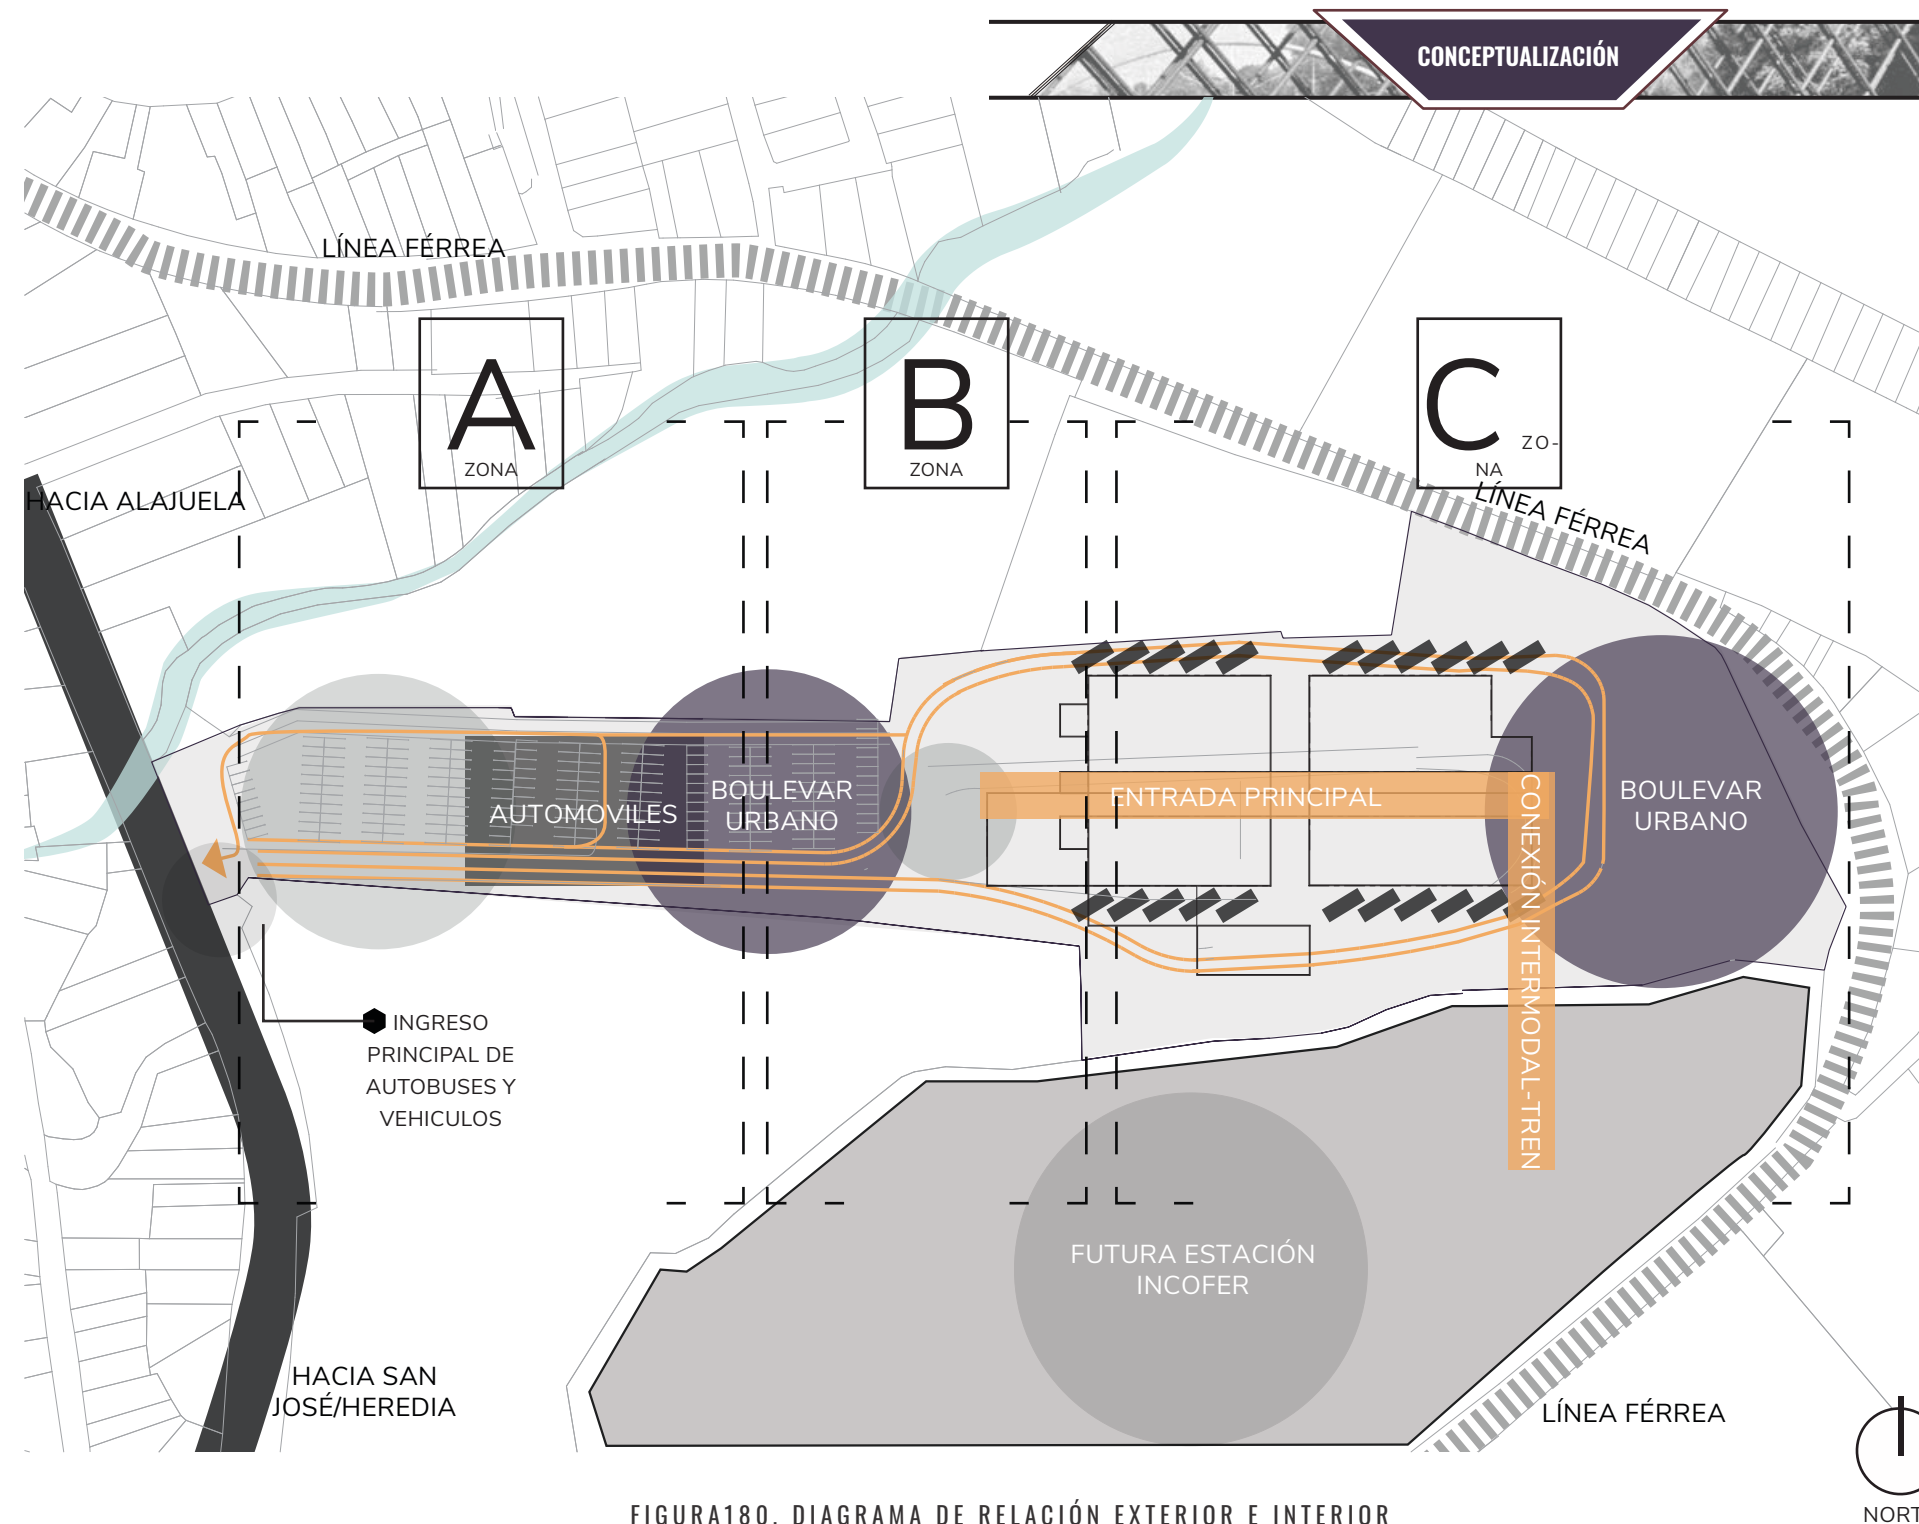 CONCEPTUALIZACIÓN
LÍNEA FÉRREA
A
ZONA
B
ZONA
C ZO-
NA
LÍNEA FÉRREA
HACIA ALAJUELA
AUTOMOVILES
BOULEVAR
URBANO
ENTRADA PRINCIPAL
CONEXIÓN INTERMODAL-TREN
BOULEVAR
URBANO
INGRESO
PRINCIPAL DE
AUTOBUSES Y
VEHICULOS
FUTURA ESTACIÓN
INCOFER
HACIA SAN
JOSÉ/HEREDIA
LÍNEA FÉRREA
NORT
FIGURA180. DIAGRAMA DE RELACIÓN EXTERIOR E INTERIOR